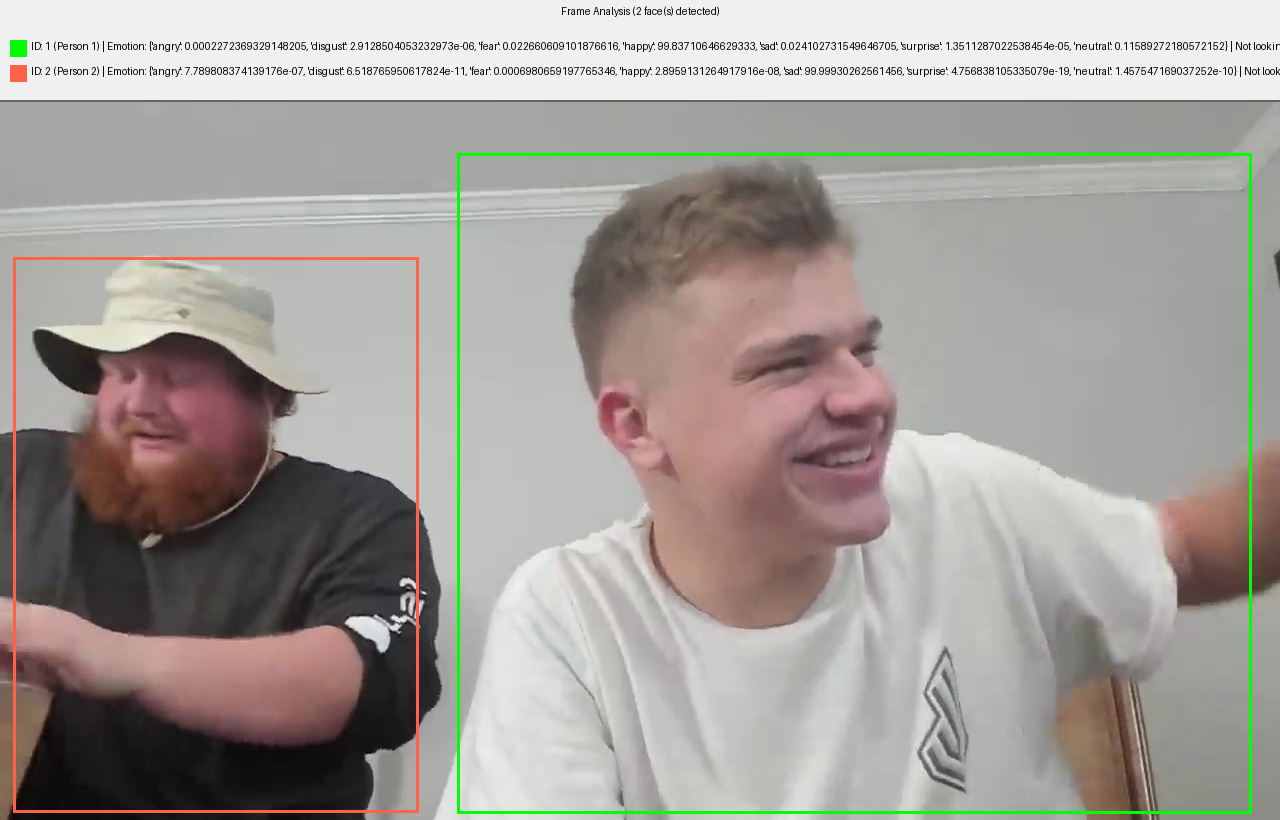 Frame Analysis (2 face(s) detected)
ID: 1 (Person 1) | Emotion: {'angry': 0.0002272369329148205, 'disgust': 2.9128504053232973e-06, 'fear': 0.022660609101876616, 'happy': 99.83710646629333, 'sad': 0.024102731549646705, 'surprise': 1.3511287022538454e-05, 'neutral': 0.11589272180572152} | Not lookin
ID: 2 (Person 2) | Emotion: {'angry': 7.789808374139176e-07, 'disgust': 6.518765950617824e-11, 'fear': 0.0006980659197765346, 'happy': 2.8959131264917916e-08, 'sad': 99.99930262561456, 'surprise': 4.756838105335079e-19, 'neutral': 1.457547169037252e-10} | Not look